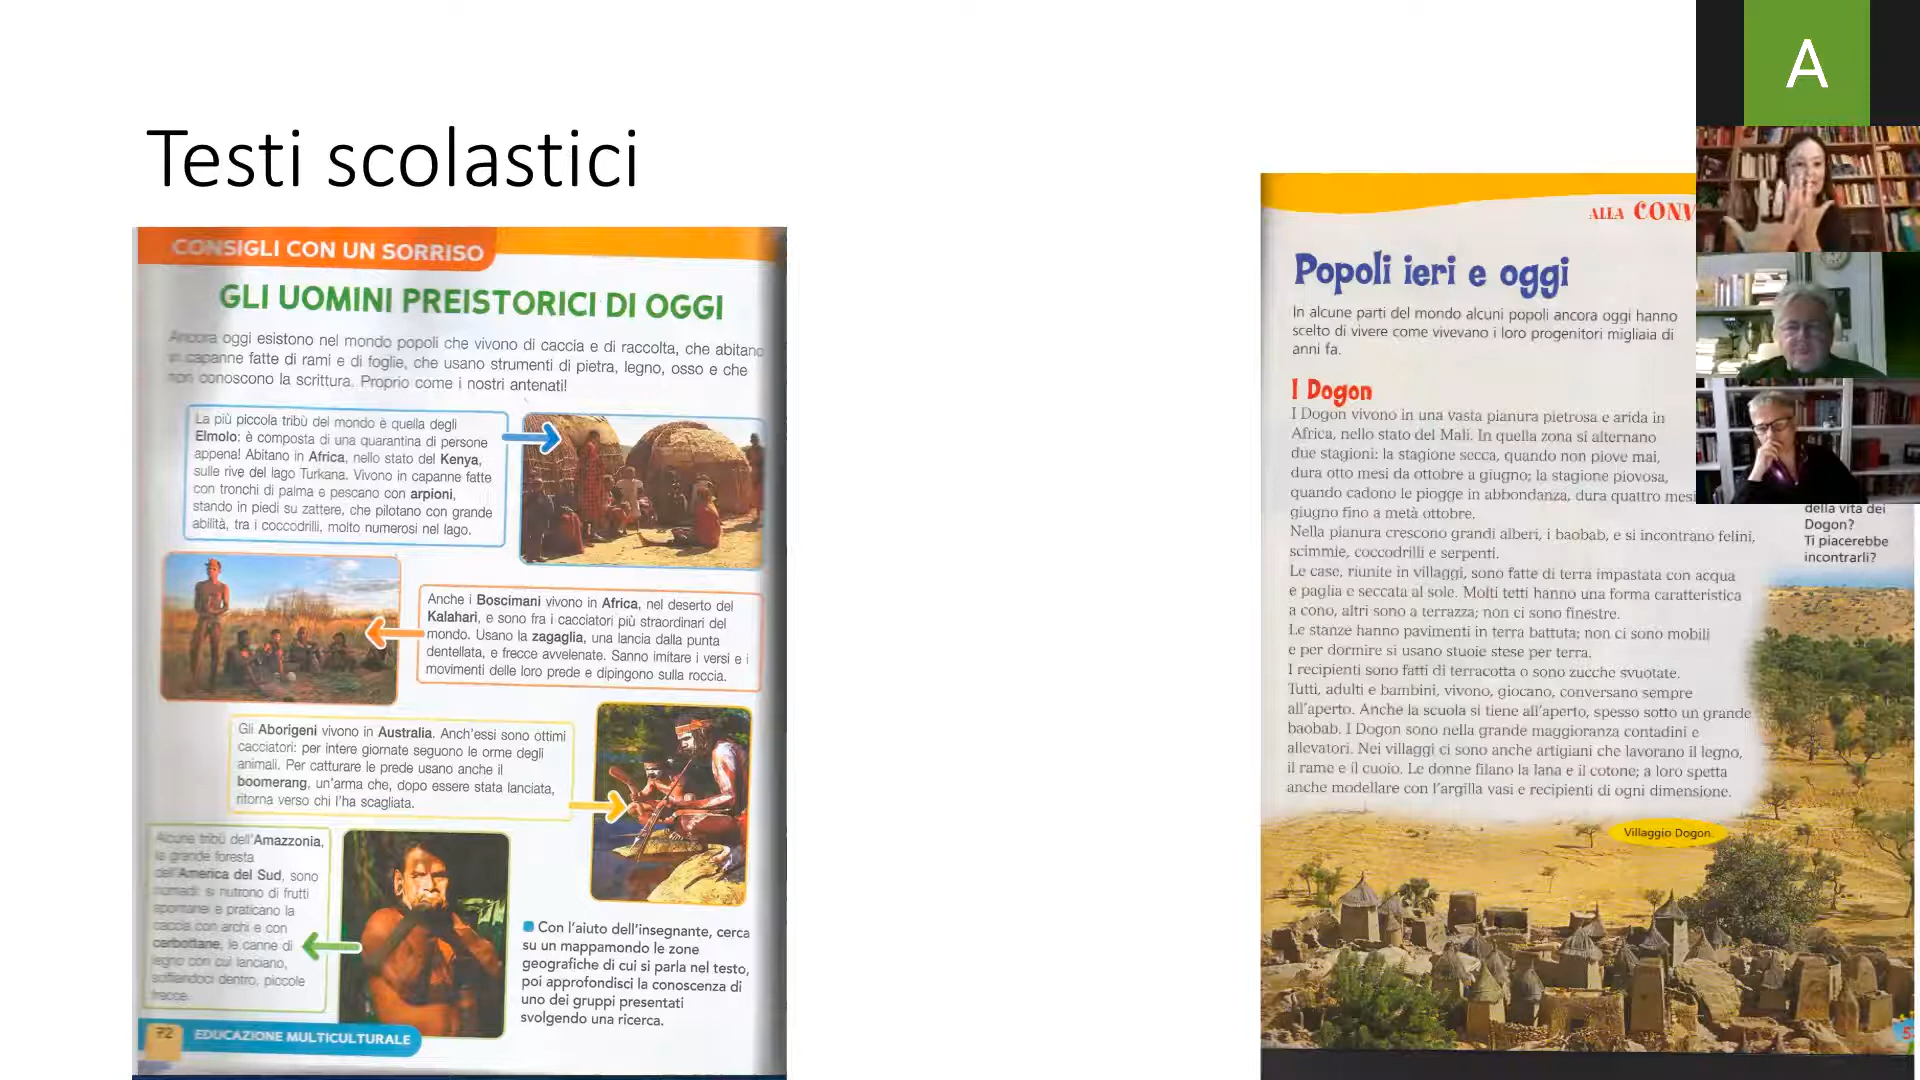 Testi scolastici
CONSIGLI CON UN SORRISO
GLI UOMINI PREISTORICI DI OGGI
Ancora oggi esistono nel mondo popoli che vivono di caccia e di raccolta, che abitano
in capanne fatte di rami e di foglie, che usano strumenti di pietra, legno, osso e che
non conoscono la scrittura. Proprio come i nostri antenati!
La più piccola tribù del mondo è quella degli
Elmolo: è composta di una quarantina di persone
appena! Abitano in Africa, nello stato del Kenya,
sulle rive del lago Turkana. Vivono in capanne fatte
con tronchi di palma e pescano con arpioni,
stando in piedi su zattere, che pilotano con grande
abilità, tra i coccodrilli, molto numerosi nel lago.
Anche i Boscimani vivono in Africa, nel deserto del
Kalahari, e sono fra i cacciatori più straordinari del
mondo. Usano la zagaglia, una lancia dalla punta
dentellata, e frecce avvelenate. Sanno imitare i versi e i
movimenti delle loro prede e dipingono sulla roccia.
Gli Aborigeni vivono in Australia. Anch'essi sono ottimi
cacciatori: per intere giornate seguono le orme degli
animali. Per catturare le prede usano anche il
boomerang, un'arma che, dopo essere stata lanciata,
ritorna verso chi l'ha scagliata.
Alcune tribù dell'Amazzonia,
la grande foresta
dell'America del Sud, sono
nomadi: si nutrono di frutti
spontanei e praticano la
caccia con archi e con
cerbottane, le canne di
legno con cui lanciano,
soffiandoci dentro, piccole
frecce.
Con l'aiuto dell'insegnante, cerca
su un mappamondo le zone
geografiche di cui si parla nel testo,
poi approfondisci la conoscenza di
uno dei gruppi presentati
svolgendo una ricerca.
72
EDUCAZIONE MULTICULTURALE
ALLA CONV
Popoli ieri e oggi
In alcune parti del mondo alcuni popoli ancora oggi hanno
scelto di vivere come vivevano i loro progenitori migliaia di
anni fa.
I Dogon
I Dogon vivono in una vasta pianura pietrosa e arida in
Africa, nello stato del Mali. In quella zona si alternano
due stagioni: la stagione secca, quando non piove mai,
dura otto mesi da ottobre a giugno; la stagione piovosa,
quando cadono le piogge in abbondanza, dura quattro mesi
giugno fino a metà ottobre.
Nella pianura crescono grandi alberi, i baobab, e si incontrano felini,
scimmie, coccodrilli e serpenti.
Le case, riunite in villaggi, sono fatte di terra impastata con acqua
e paglia e seccata al sole. Molti tetti hanno una forma caratteristica
a cono, altri sono a terrazza; non ci sono finestre.
Le stanze hanno pavimenti in terra battuta; non ci sono mobili
e per dormire si usano stuoie stese per terra.
I recipienti sono fatti di terracotta o sono zucche svuotate.
Tutti, adulti e bambini, vivono, giocano, conversano sempre
all'aperto. Anche la scuola si tiene all'aperto, spesso sotto un grande
baobab. I Dogon sono nella grande maggioranza contadini e
allevatori. Nei villaggi ci sono anche artigiani che lavorano il legno,
il rame e il cuoio. Le donne filano la lana e il cotone; a loro spetta
anche modellare con l'argilla vasi e recipienti di ogni dimensione.
della vita dei
Dogon?
Ti piacerebbe
incontrarli?
Villaggio Dogon.
A